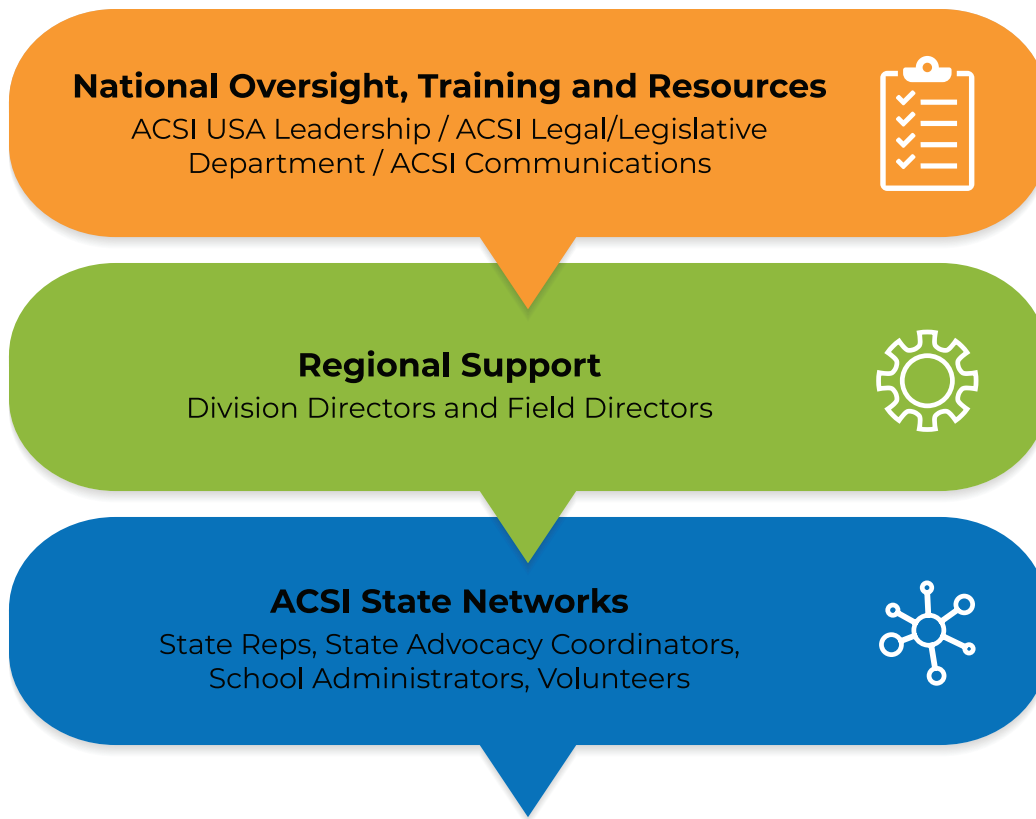 National Oversight, Training and Resources
ACSI USA Leadership / ACSI Legal/Legislative
Department / ACSI Communications
Regional Support
Division Directors and Field Directors
ACSI State Networks
State Reps, State Advocacy Coordinators,
School Administrators, Volunteers